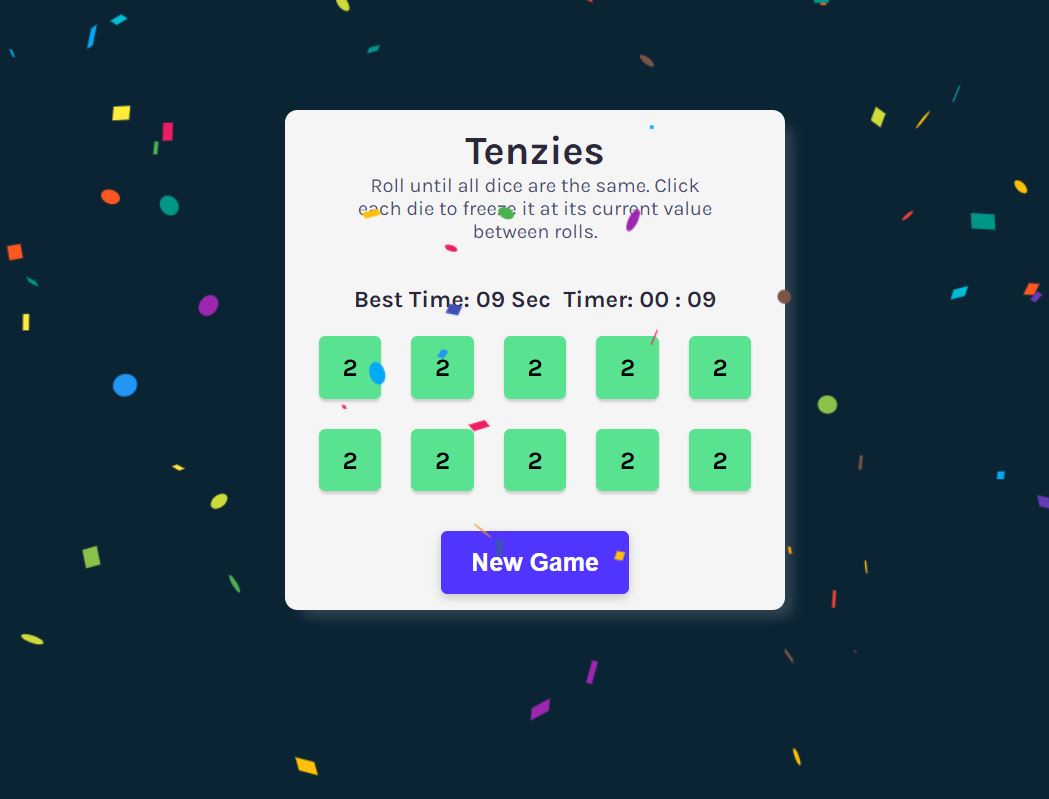 Tenzies
Roll until all dice are the same. Click
each die to freeze it at its current value
between rolls.
Best Time: 09 Sec Timer: 00 : 09
2 2 2 2 2
2 2 2 2 2
New Game